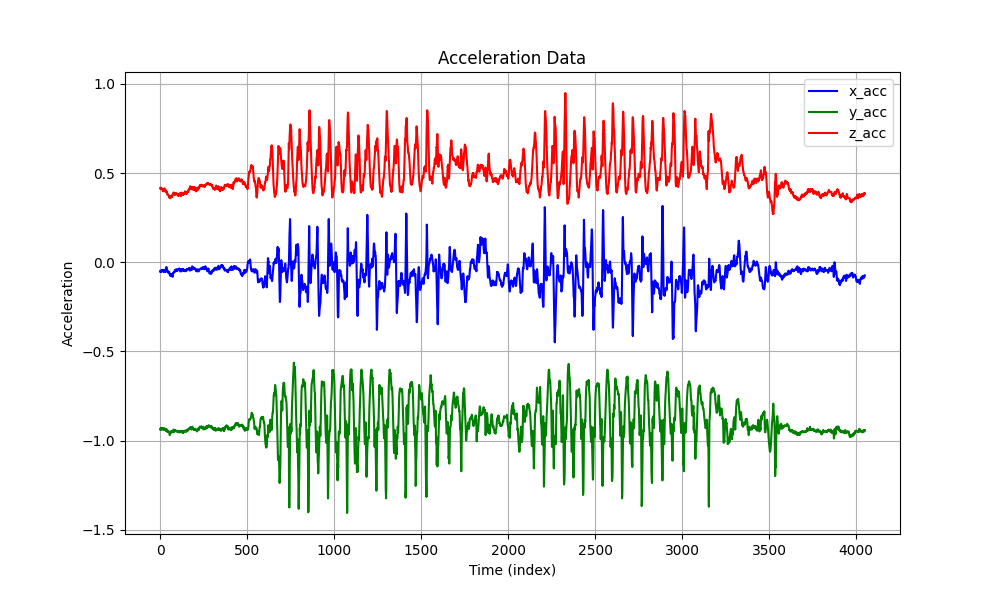 Acceleration Data
x_acc
y_acc
z_acc
1.0
0.5
0.0
−0.5
−1.0
−1.5
Acceleration
0 500 1000 1500 2000 2500 3000 3500 4000
Time (index)